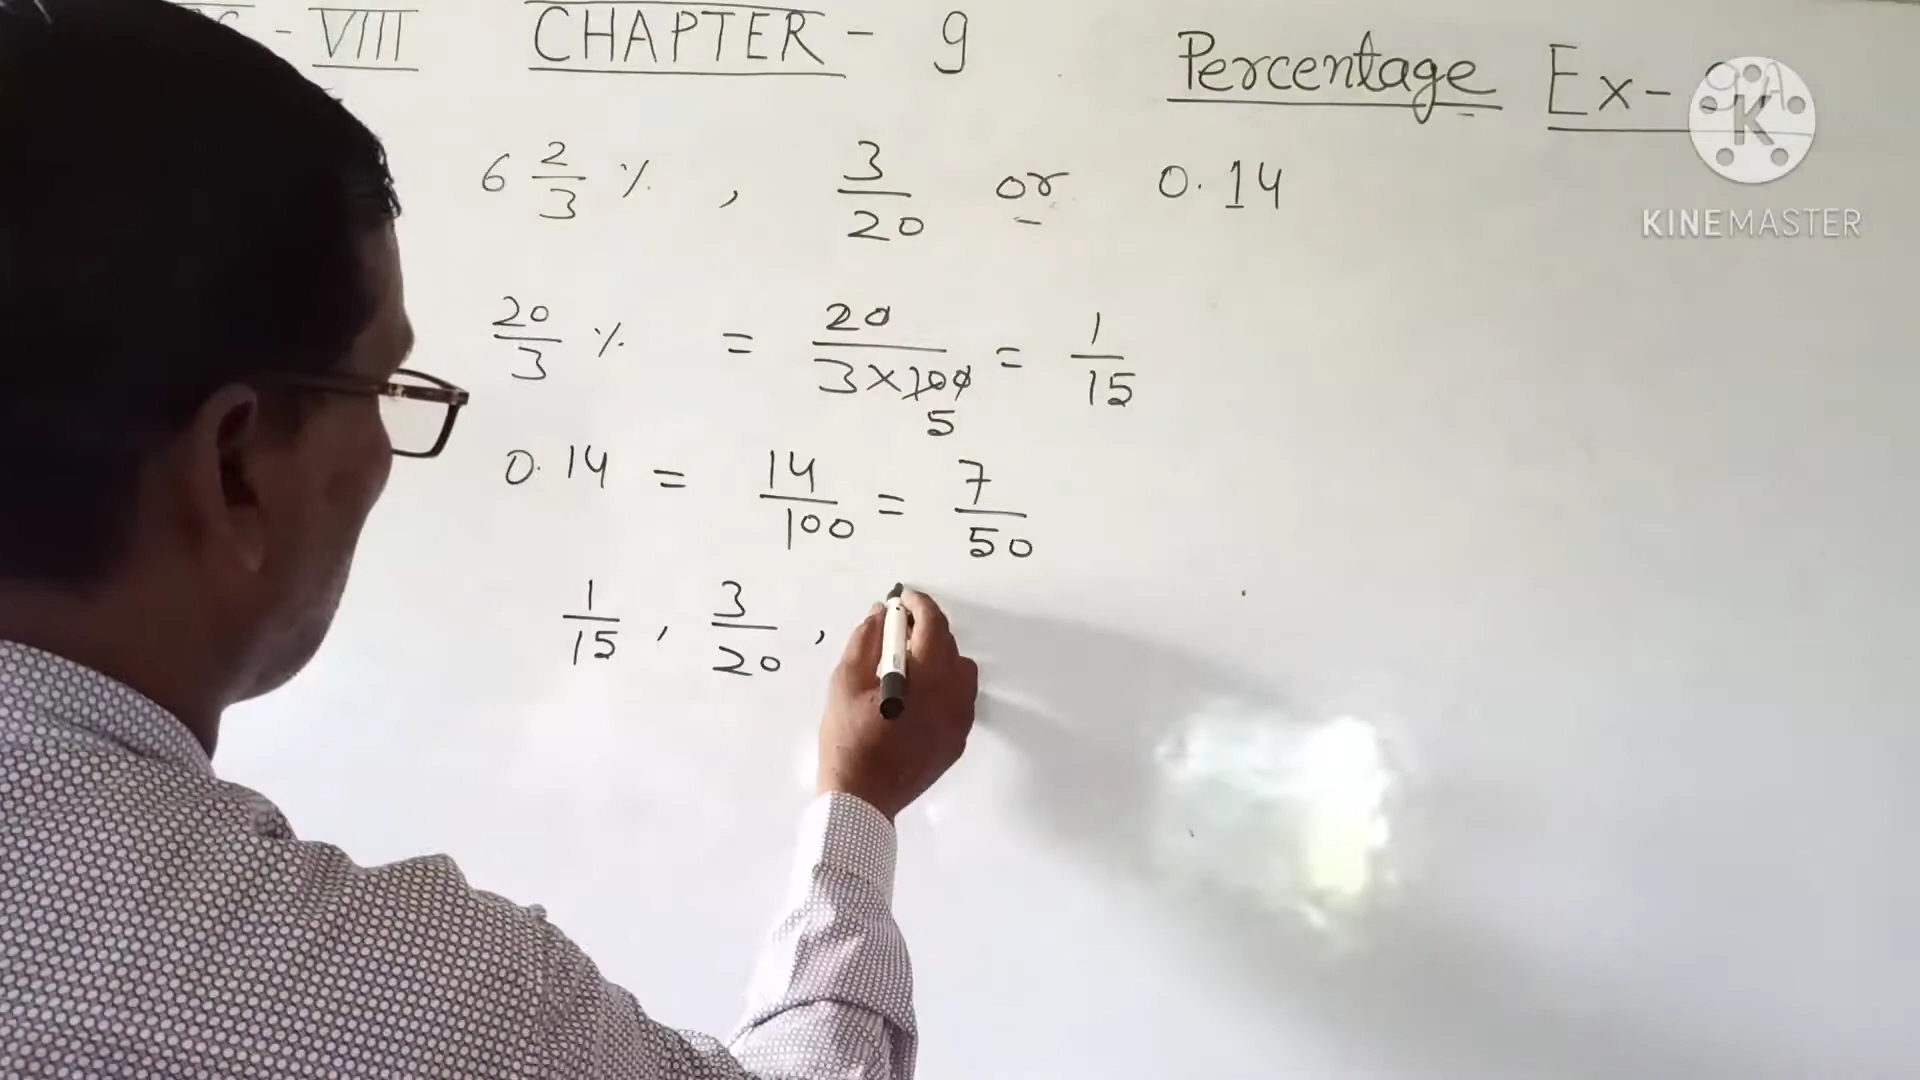 - VIII CHAPTER - 9 Percentage Ex- 9A
6 2/3 % , 3/20 or 0.14
20/3 % = 20/3×100 = 1/15
5
0.14 = 14/100 = 7/50
1/15 , 3/20 ,
K
KINEMASTER